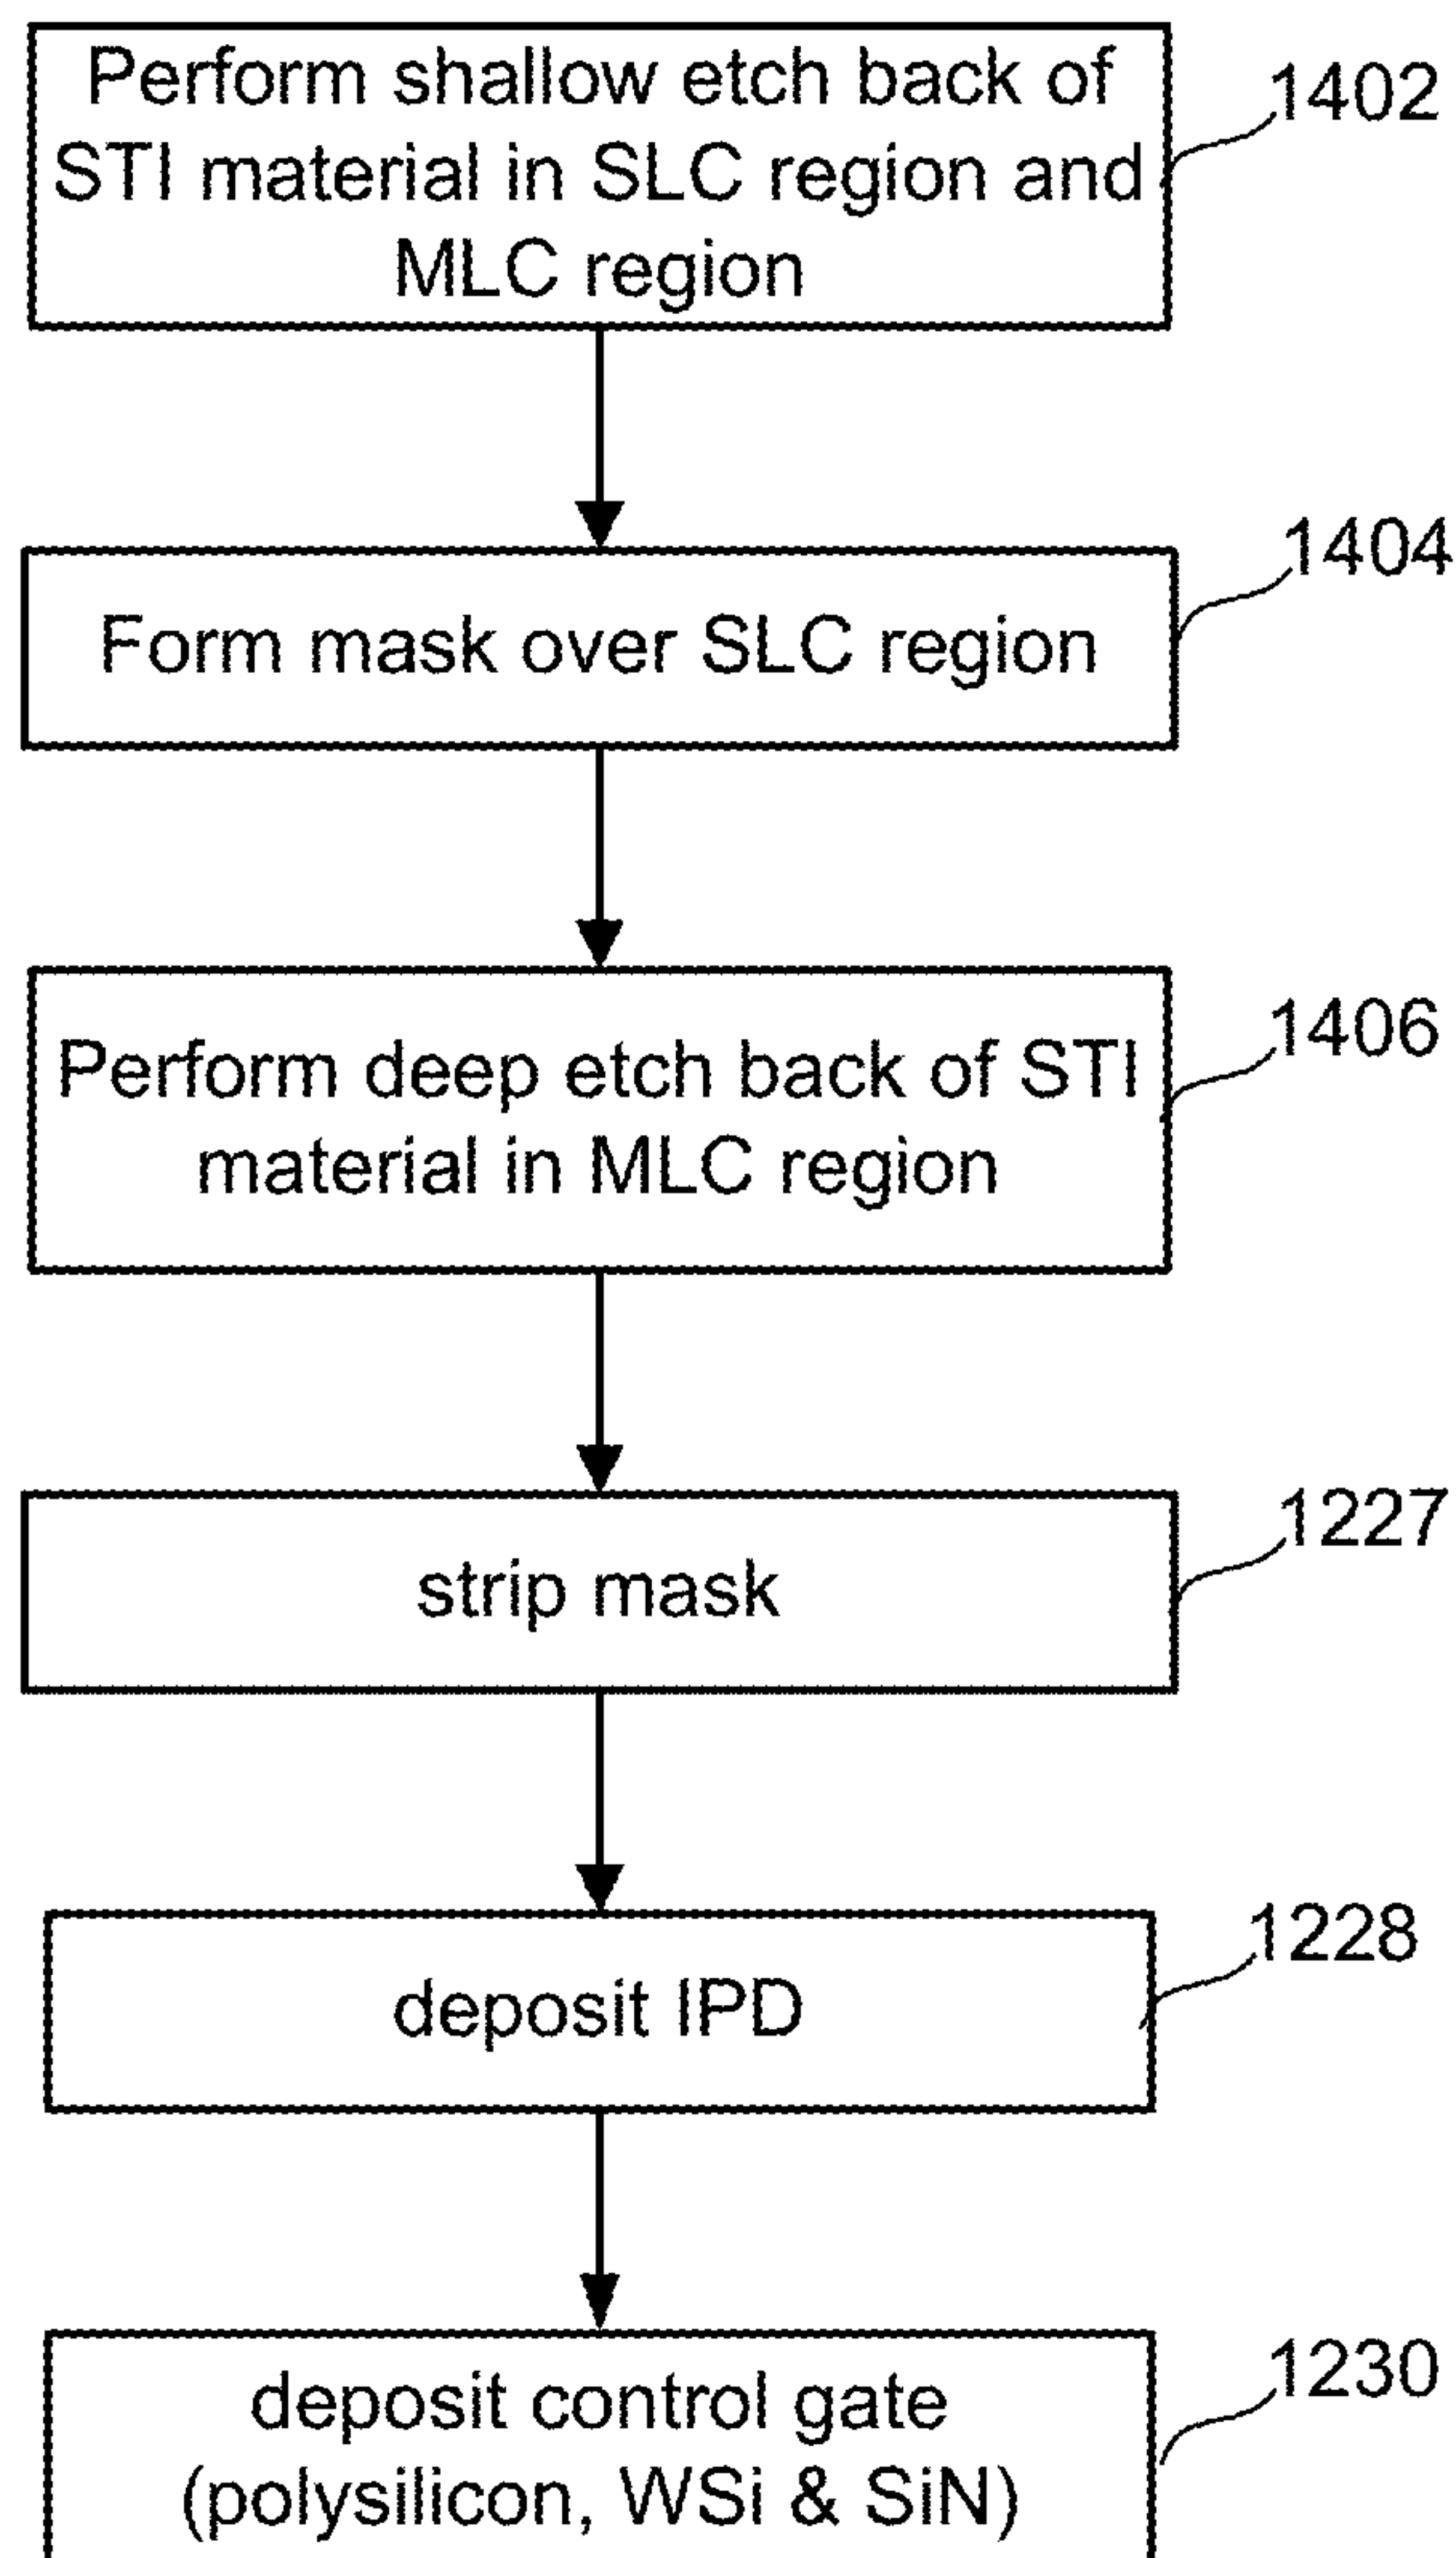 Perform shallow etch back of
STI material in SLC region and
MLC region
1402
Form mask over SLC region
1404
Perform deep etch back of STI
material in MLC region
1406
strip mask
1227
deposit IPD
1228
deposit control gate
(polysilicon, WSi & SiN)
1230